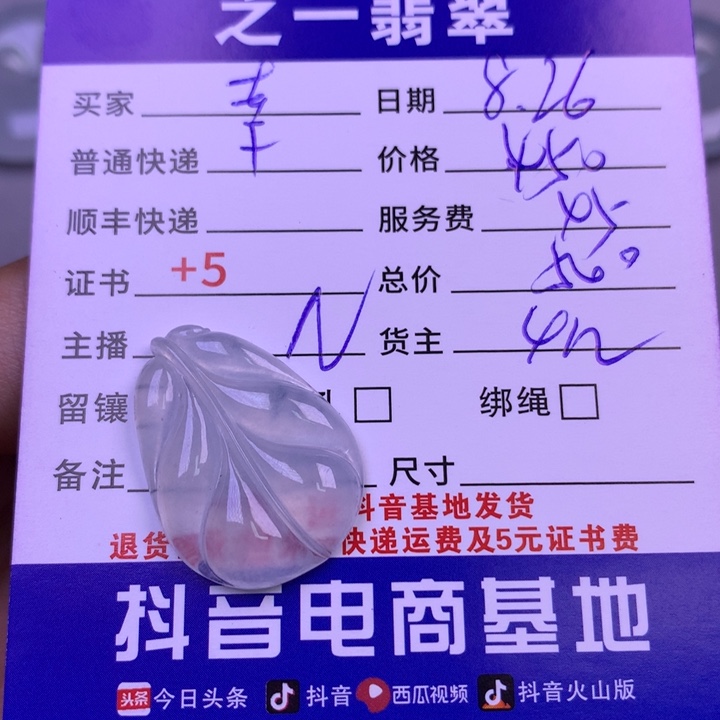 之一翡翠
买家 日期 8.26
普通快递 价格 450
顺丰快递 服务费 45
证书 +5 总价 500
主播 N 货主
留镶 孔 绑绳
备注 尺寸
抖音基地发货
退货 快递运费及5元证书费
抖音电商基地
头条 今日头条 抖音 西瓜视频 抖音火山版